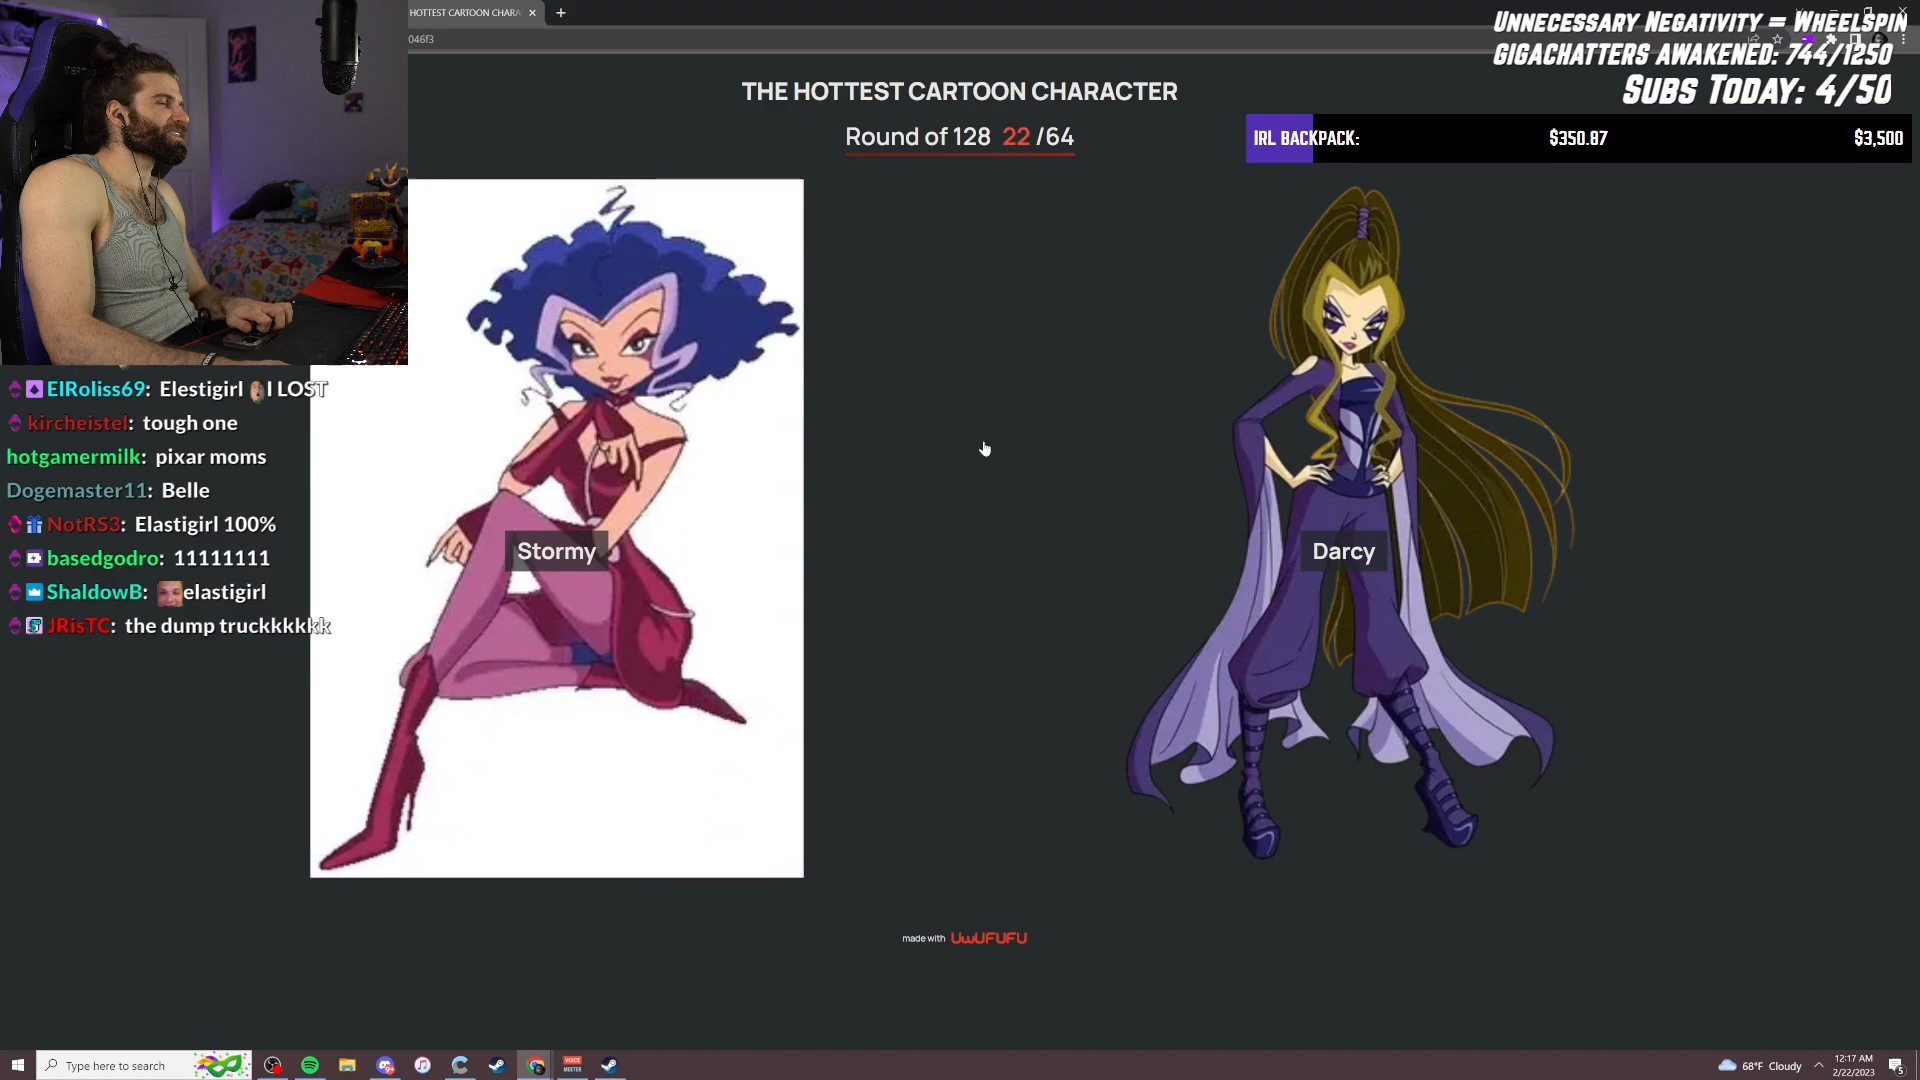 HOTTEST CARTOON CHARA
046f3
UNNECESSARY NEGATIVITY = WHEELSPIN
GIGACHATTERS AWAKENED: 744/1250
SUBS TODAY: 4/50
IRL BACKPACK: $350.87 $3,500
THE HOTTEST CARTOON CHARACTER
Round of 128 22 /64
ElRoliss69: Elestigirl I LOST
kircheistel: tough one
hotgamermilk: pixar moms
Dogemaster11: Belle
NotRS3: Elastigirl 100%
basedgodro: 11111111
ShaldowB: elastigirl
JRisTC: the dump truckkkkkk
Stormy
Darcy
made with UwUFUFU
Type here to search
VOICE
MEETER
68°F Cloudy
12:17 AM
2/22/2023
5